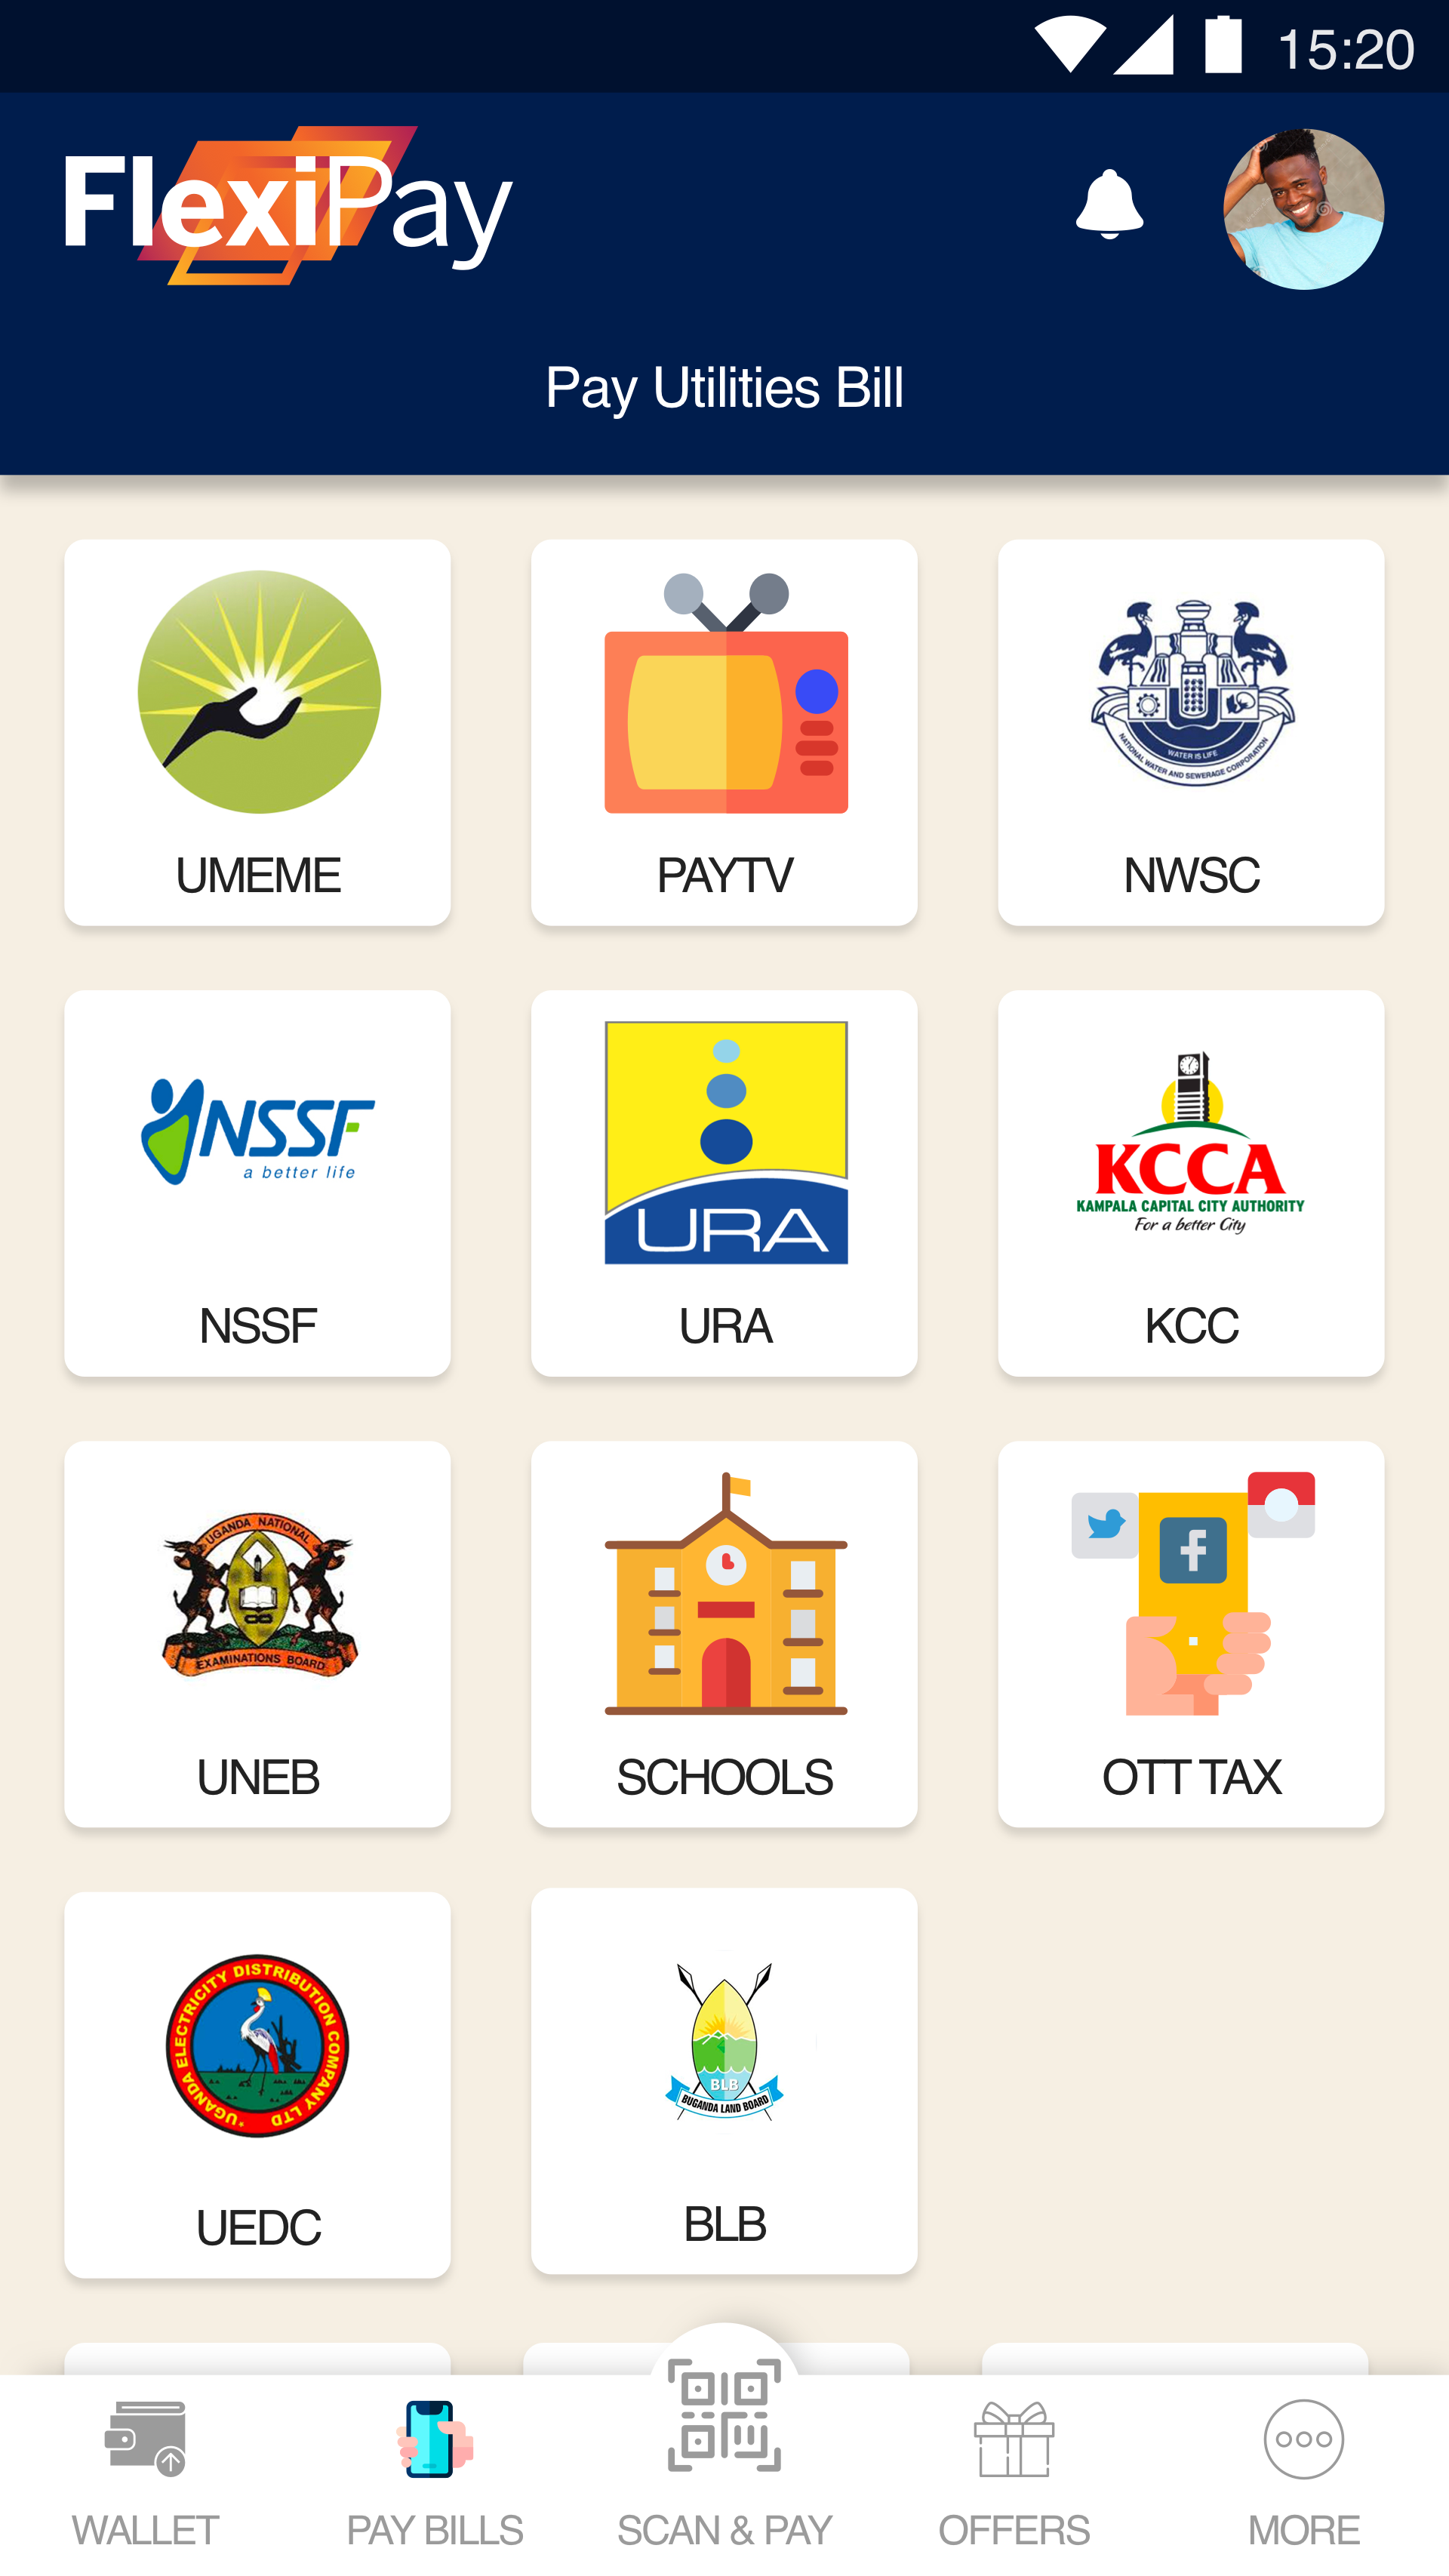 15:20
FlexiPay
Pay Utilities Bill
WATER IS LIFE
NATIONAL WATER AND SEWERAGE CORPORATION
UMEME
PAYTV
NWSC
NSSF
a better life
URA
KCCA
KAMPALA CAPITAL CITY AUTHORITY
For a better City
NSSF
URA
KCC
UGANDA NATIONAL
EXAMINATIONS BOARD
f
UNEB
SCHOOLS
OTT TAX
*UGANDA ELECTRICITY DISTRIBUTION COMPANY LTD
BLB
BUGANDA LAND BOARD
UEDC
BLB
WALLET
PAY BILLS
SCAN & PAY
OFFERS
MORE